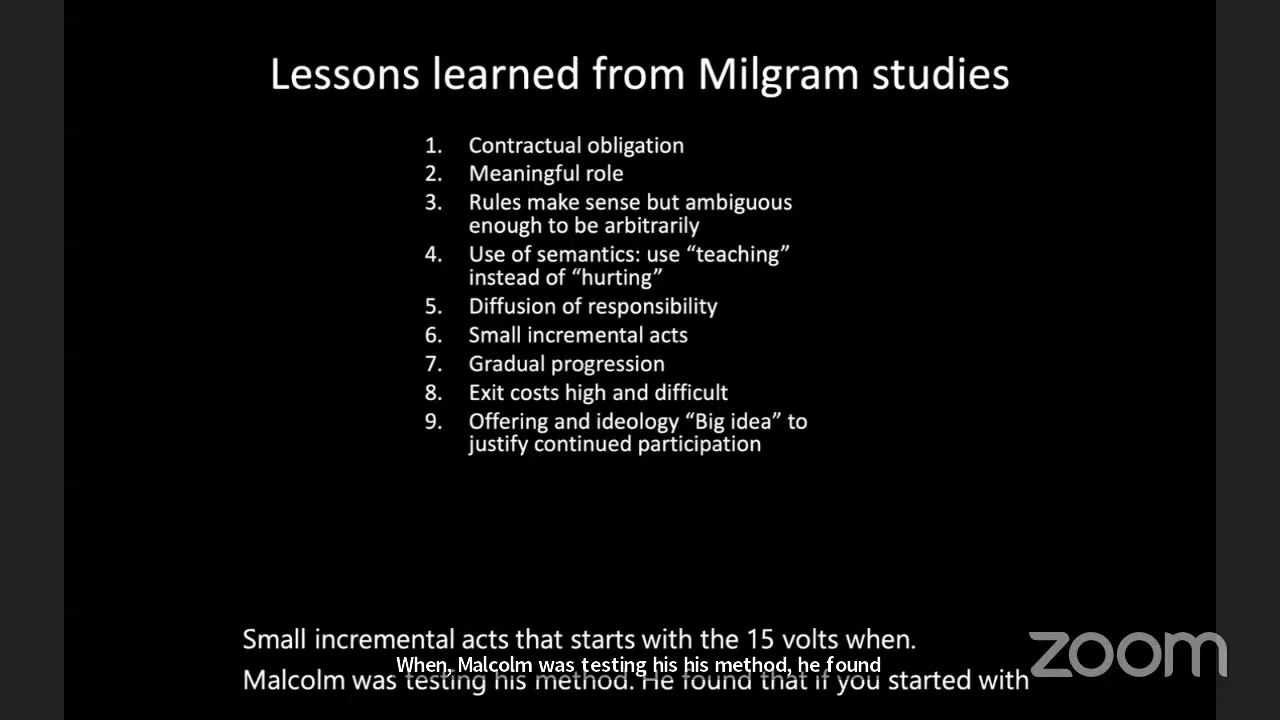 Lessons learned from Milgram studies
1. Contractual obligation
2. Meaningful role
3. Rules make sense but ambiguous
enough to be arbitrarily
4. Use of semantics: use “teaching”
instead of “hurting”
5. Diffusion of responsibility
6. Small incremental acts
7. Gradual progression
8. Exit costs high and difficult
9. Offering and ideology “Big idea” to
justify continued participation
Small incremental acts that starts with the 15 volts when.
When, Malcolm was testing his his method, he found
Malcolm was testing his method. He found that if you started with
zoom